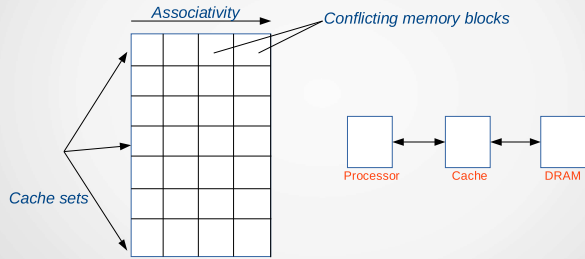 Associativity
Conflicting memory blocks
Cache sets
Processor
Cache
DRAM